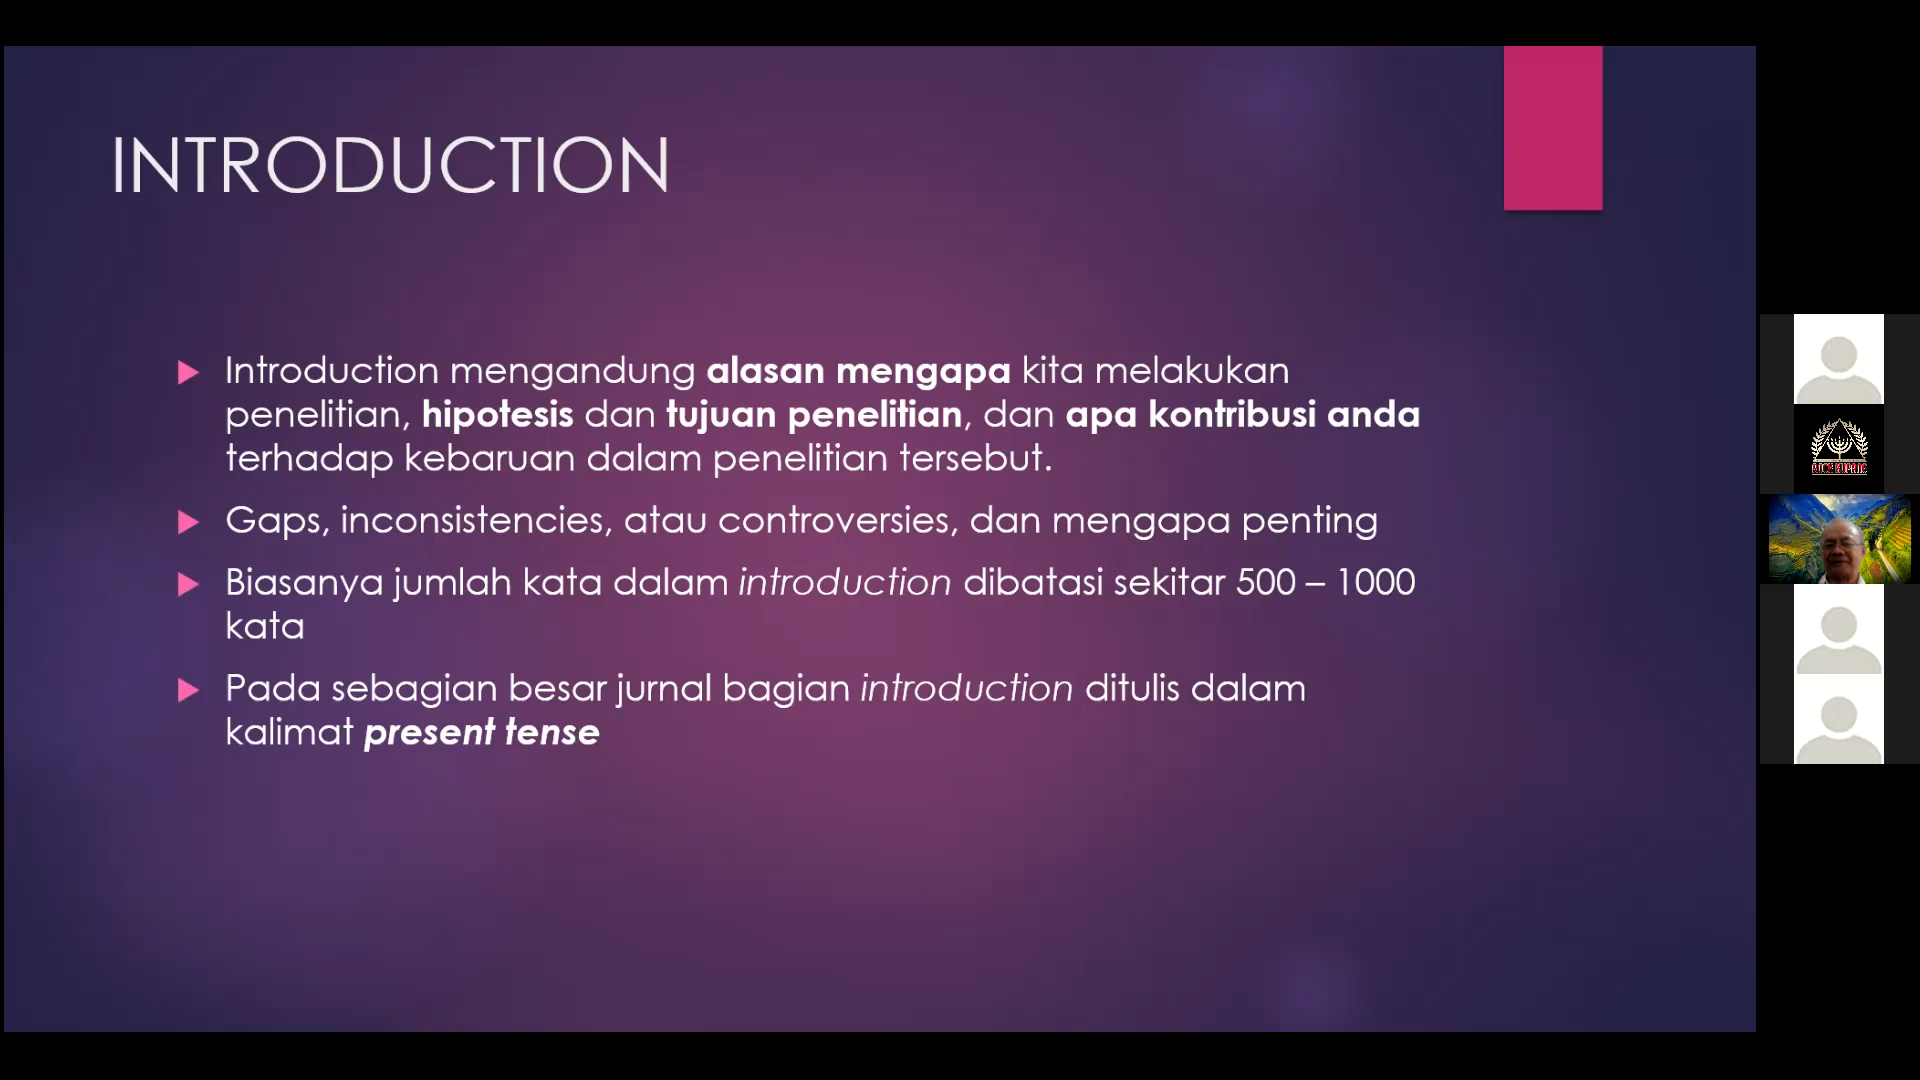 INTRODUCTION
Introduction mengandung alasan mengapa kita melakukan
penelitian, hipotesis dan tujuan penelitian, dan apa kontribusi anda
terhadap kebaruan dalam penelitian tersebut.
Gaps, inconsistencies, atau controversies, dan mengapa penting
Biasanya jumlah kata dalam introduction dibatasi sekitar 500 – 1000
kata
Pada sebagian besar jurnal bagian introduction ditulis dalam
kalimat present tense